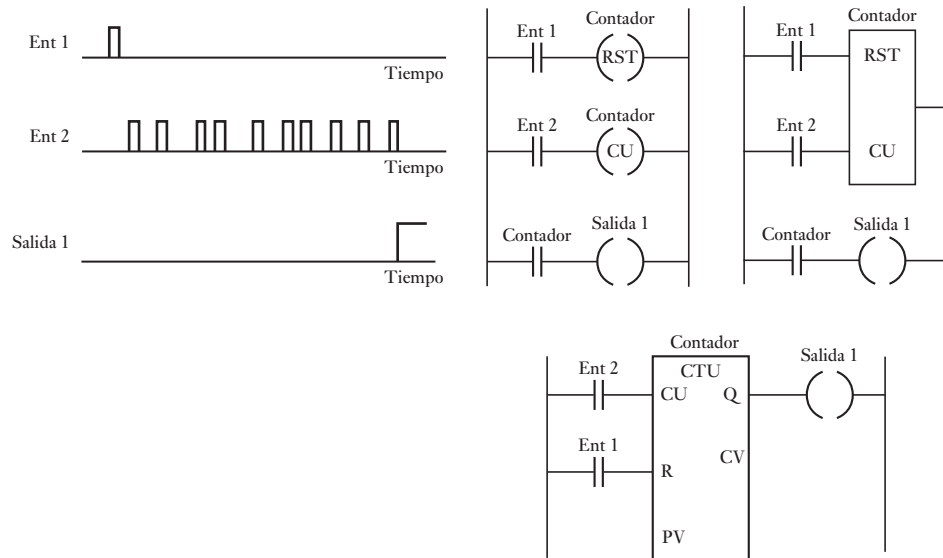 Ent 1
Tiempo
Ent 2
Tiempo
Salida 1
Tiempo
Contador
Ent 1
RST
Contador
Ent 2
CU
Contador
Salida 1
Contador
Ent 1
RST
Ent 2
CU
Contador
Salida 1
Contador
CTU
Ent 2
CU
Q
Salida 1
Ent 1
R
CV
PV